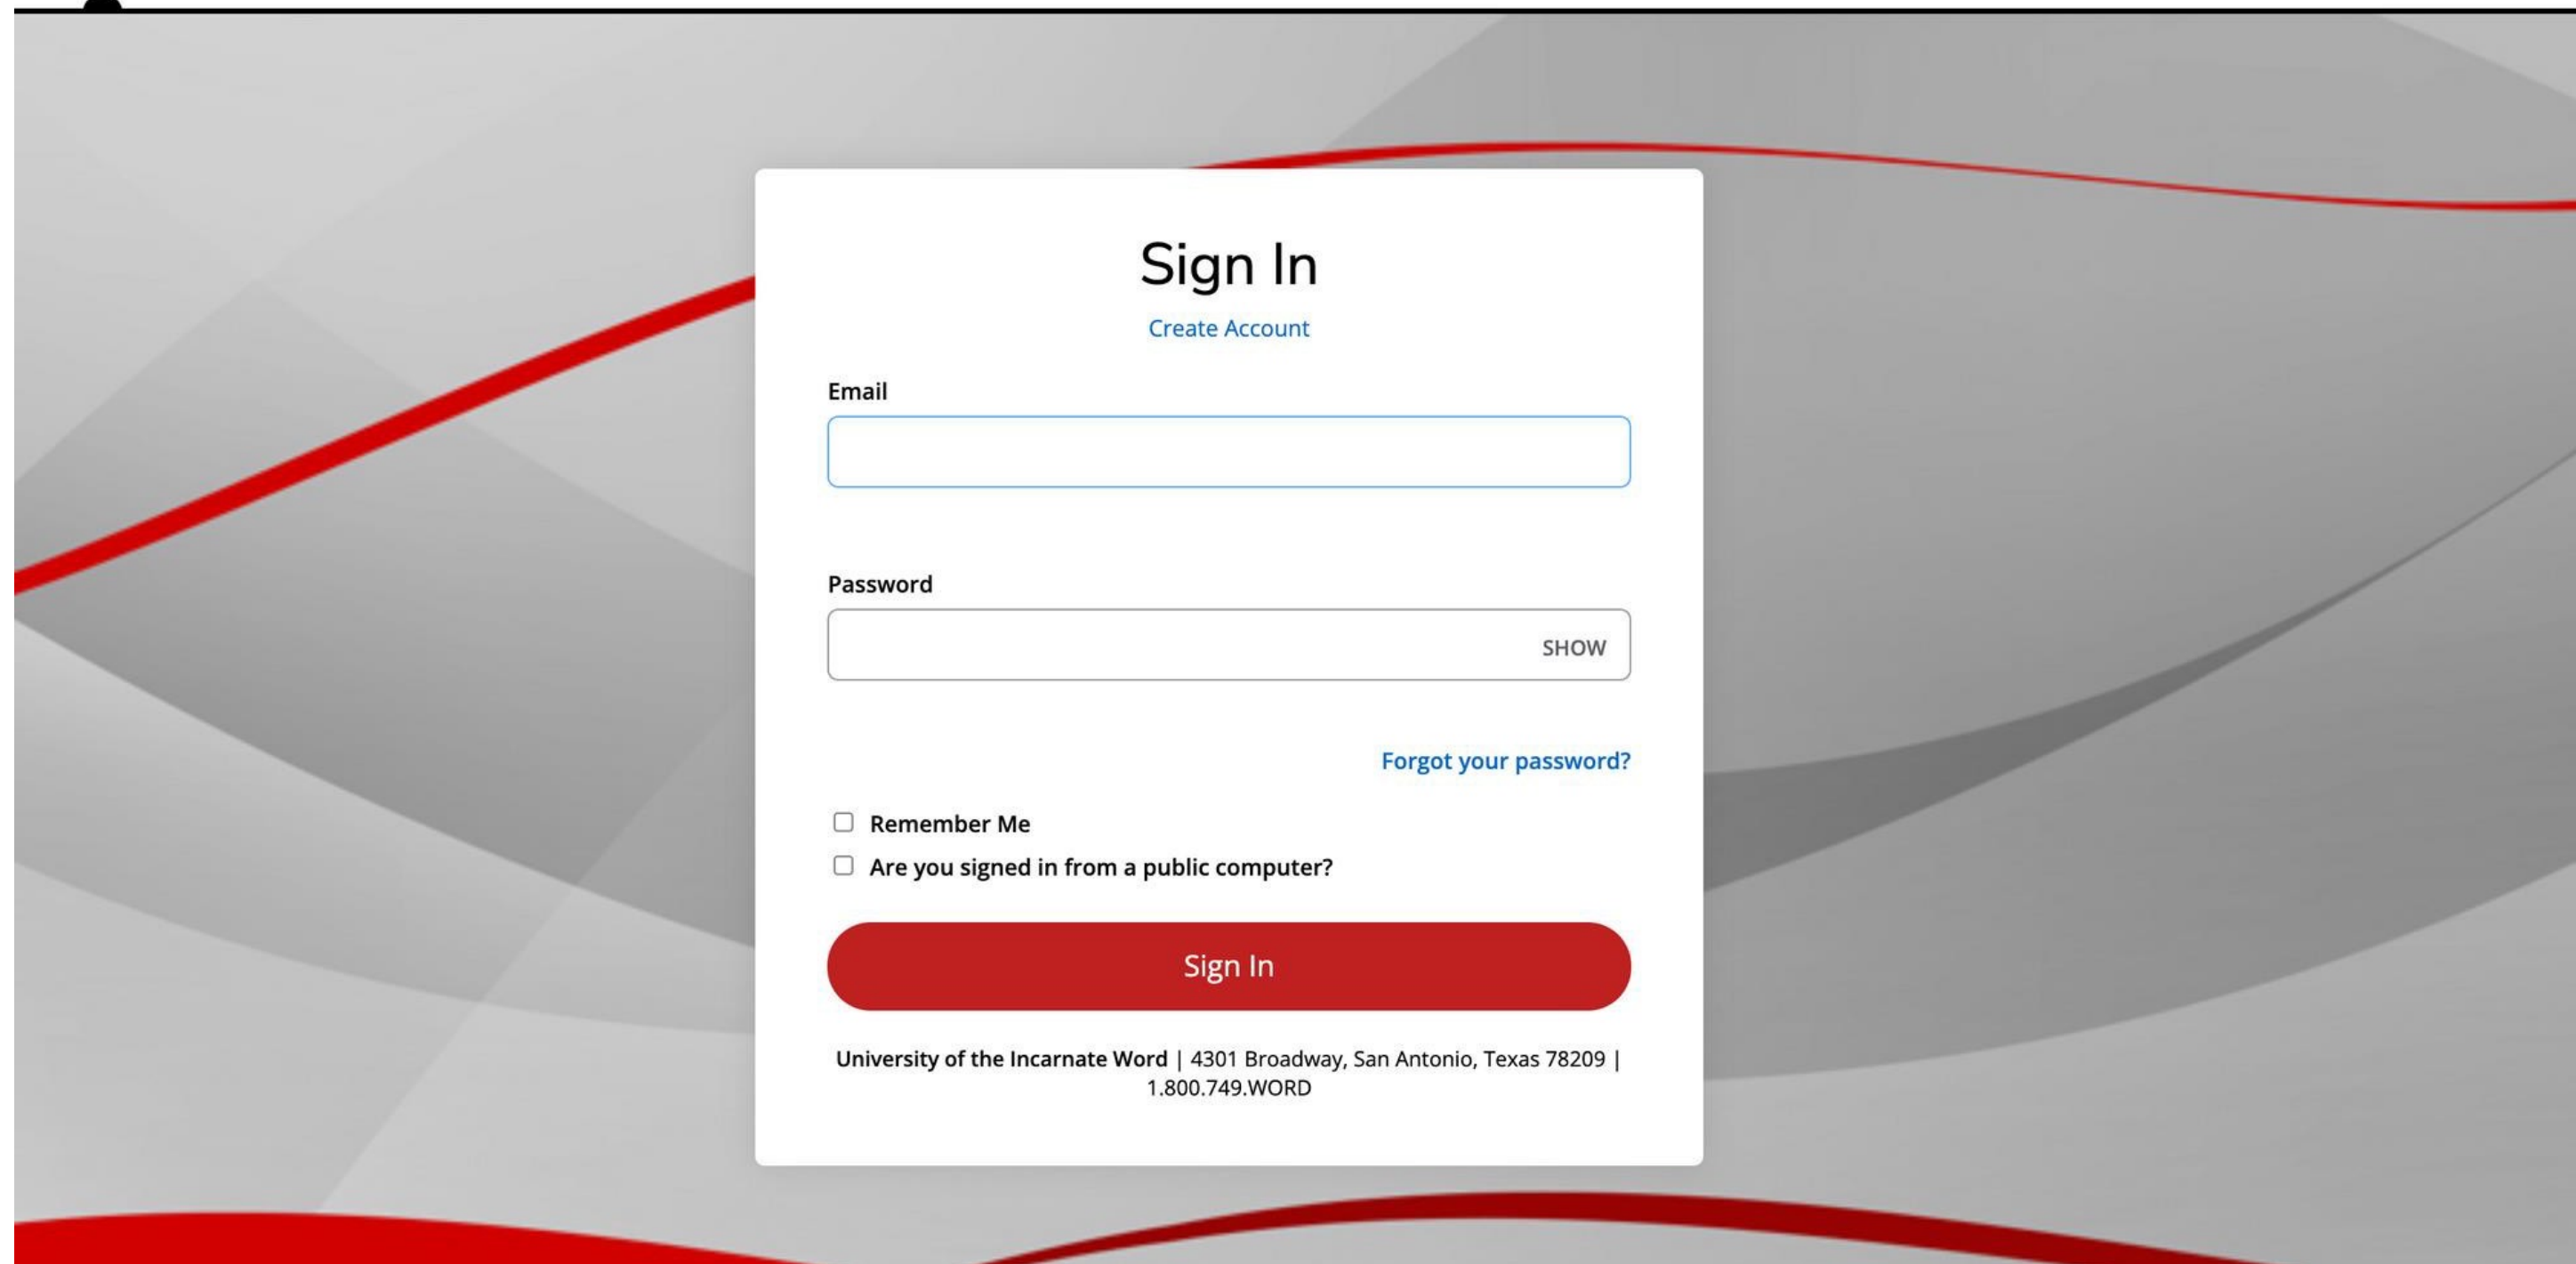 Sign In
Create Account
Email
Password
SHOW
Forgot your password?
Remember Me
Are you signed in from a public computer?
Sign In
University of the Incarnate Word | 4301 Broadway, San Antonio, Texas 78209 |
1.800.749.WORD